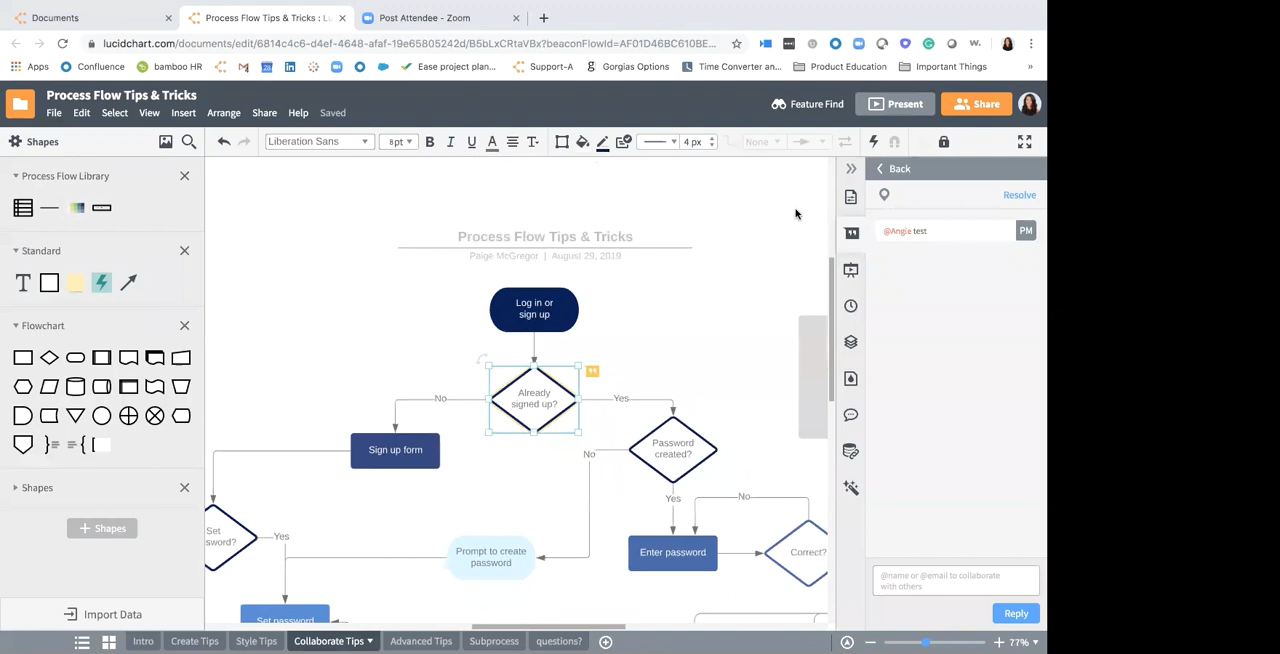 Documents
Process Flow Tips & Tricks : Lu
Post Attendee - Zoom
lucidchart.com/documents/edit/6814c4c6-d4ef-4648-afaf-19e65805242d/B5bLxCRtaVBx?beaconFlowId=AF01D46BC610BE...
Apps
Confluence
bamboo HR
Ease project plan...
Support-A
Gorgias Options
Time Converter an...
Product Education
Important Things
Process Flow Tips & Tricks
File Edit Select View Insert Arrange Share Help Saved
Feature Find
Present
Share
Shapes
Liberation Sans
8pt
B I U A T
4 px
None
Process Flow Library
Standard
T
Flowchart
Shapes
+ Shapes
Import Data
Process Flow Tips & Tricks
Paige McGregor | August 29, 2019
Log in or
sign up
Already
signed up?
No
Yes
Sign up form
Password
created?
No
Yes
No
Set
sword?
Yes
Prompt to create
password
Enter password
Correct?
Set password
Back
Resolve
@Angie test
PM
@name or @email to collaborate
with others
Reply
Intro
Create Tips
Style Tips
Collaborate Tips
Advanced Tips
Subprocess
questions?
77%